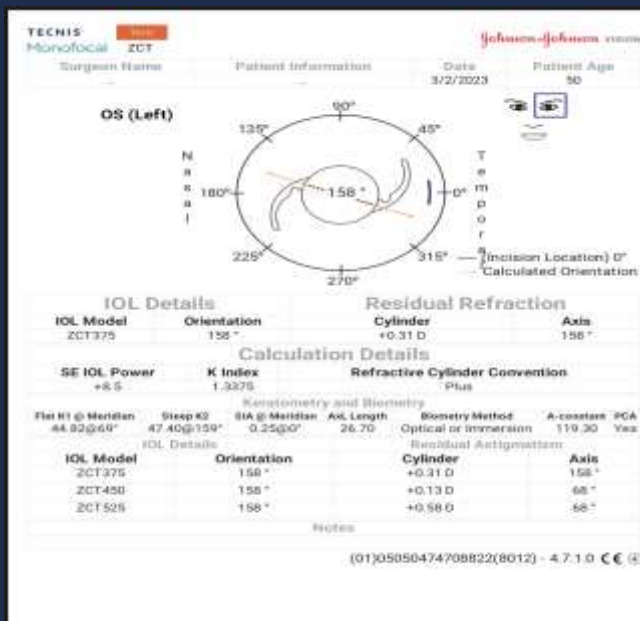 TECNIS Toric
Monofocal ZCT
Johnson & Johnson VISION
Surgeon Name Patient Information Date Patient Age
3/2/2023 50
OS (Left)
90°
135° 45°
Nasal
Temporal
180° 158 ° 0°
225° 315°
270°
(Incision Location) 0°
Calculated Orientation
IOL Details Residual Refraction
IOL Model Orientation Cylinder Axis
ZCT375 158 ° +0.31 D 158 °
Calculation Details
SE IOL Power K Index Refractive Cylinder Convention
+8.5 1.3375 Plus
Keratometry and Biometry
Flat K1 @ Meridian Steep K2 SIA @ Meridian AxL Length Biometry Method A-constant PCA
44.82@69° 47.40@159° 0.25@0° 26.70 Optical or Immersion 119.30 Yes
IOL Details Residual Astigmatism
IOL Model Orientation Cylinder Axis
ZCT375 158 ° +0.31 D 158 °
ZCT450 158 ° +0.13 D 68 °
ZCT525 158 ° +0.58 D 68 °
Notes
(01)05050474708822(8012) - 4.7.1.0 CE